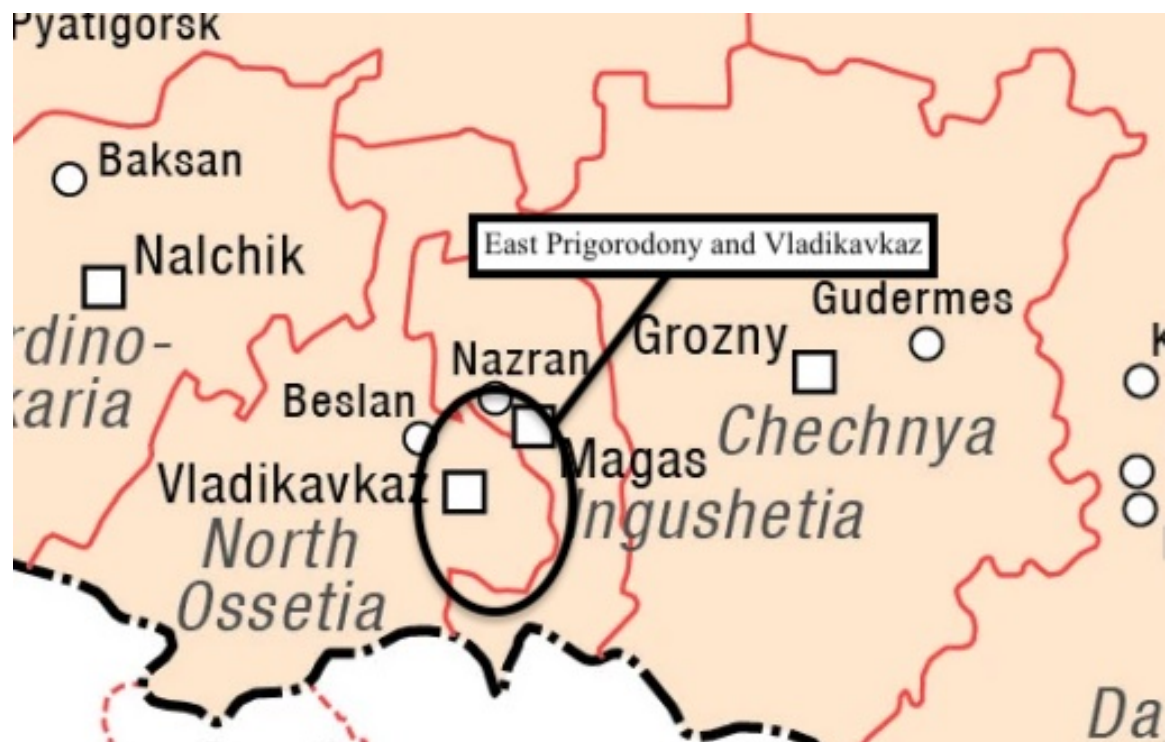 Pyatigorsk
Baksan
Nalchik
East Prigorodony and Vladikavkaz
Gudermes
rdino-
karia
Nazran
Grozny
K
Beslan
Chechnya
Magas
Vladikavkaz
Ingushetia
North
Ossetia
Da